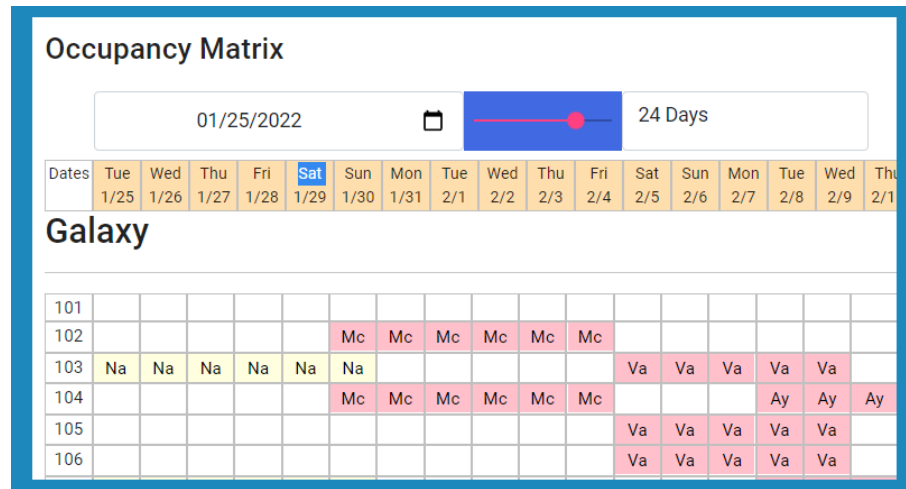 Occupancy Matrix
01/25/2022 24 Days
Dates Tue Wed Thu Fri Sat Sun Mon Tue Wed Thu Fri Sat Sun Mon Tue Wed Thu
1/25 1/26 1/27 1/28 1/29 1/30 1/31 2/1 2/2 2/3 2/4 2/5 2/6 2/7 2/8 2/9
Galaxy
101
102 Mc Mc Mc Mc Mc Mc
103 Na Na Na Na Na Na Va Va Va Va Va
104 Mc Mc Mc Mc Mc Mc Ay Ay Ay
105 Va Va Va Va Va
106 Va Va Va Va Va